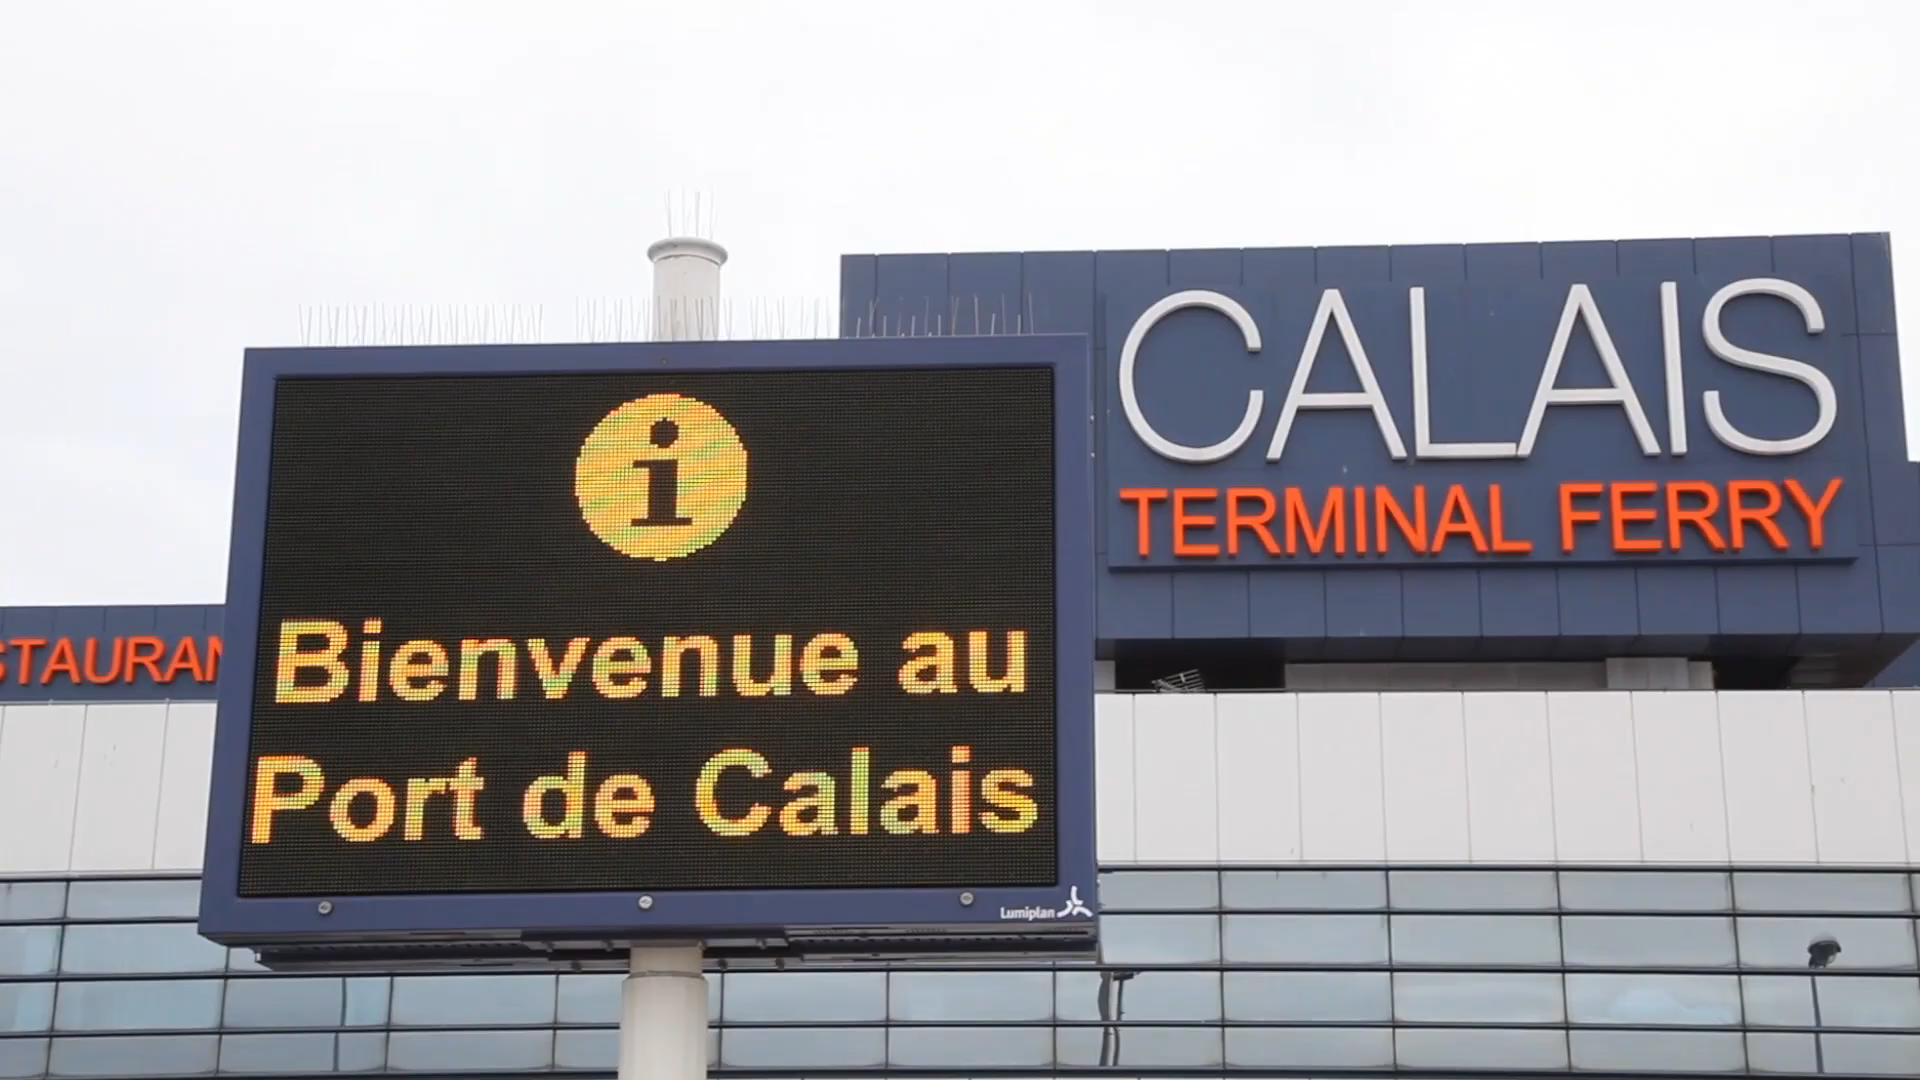 CALAIS
TERMINAL FERRY
i
Bienvenue au
Port de Calais
Lumiplan